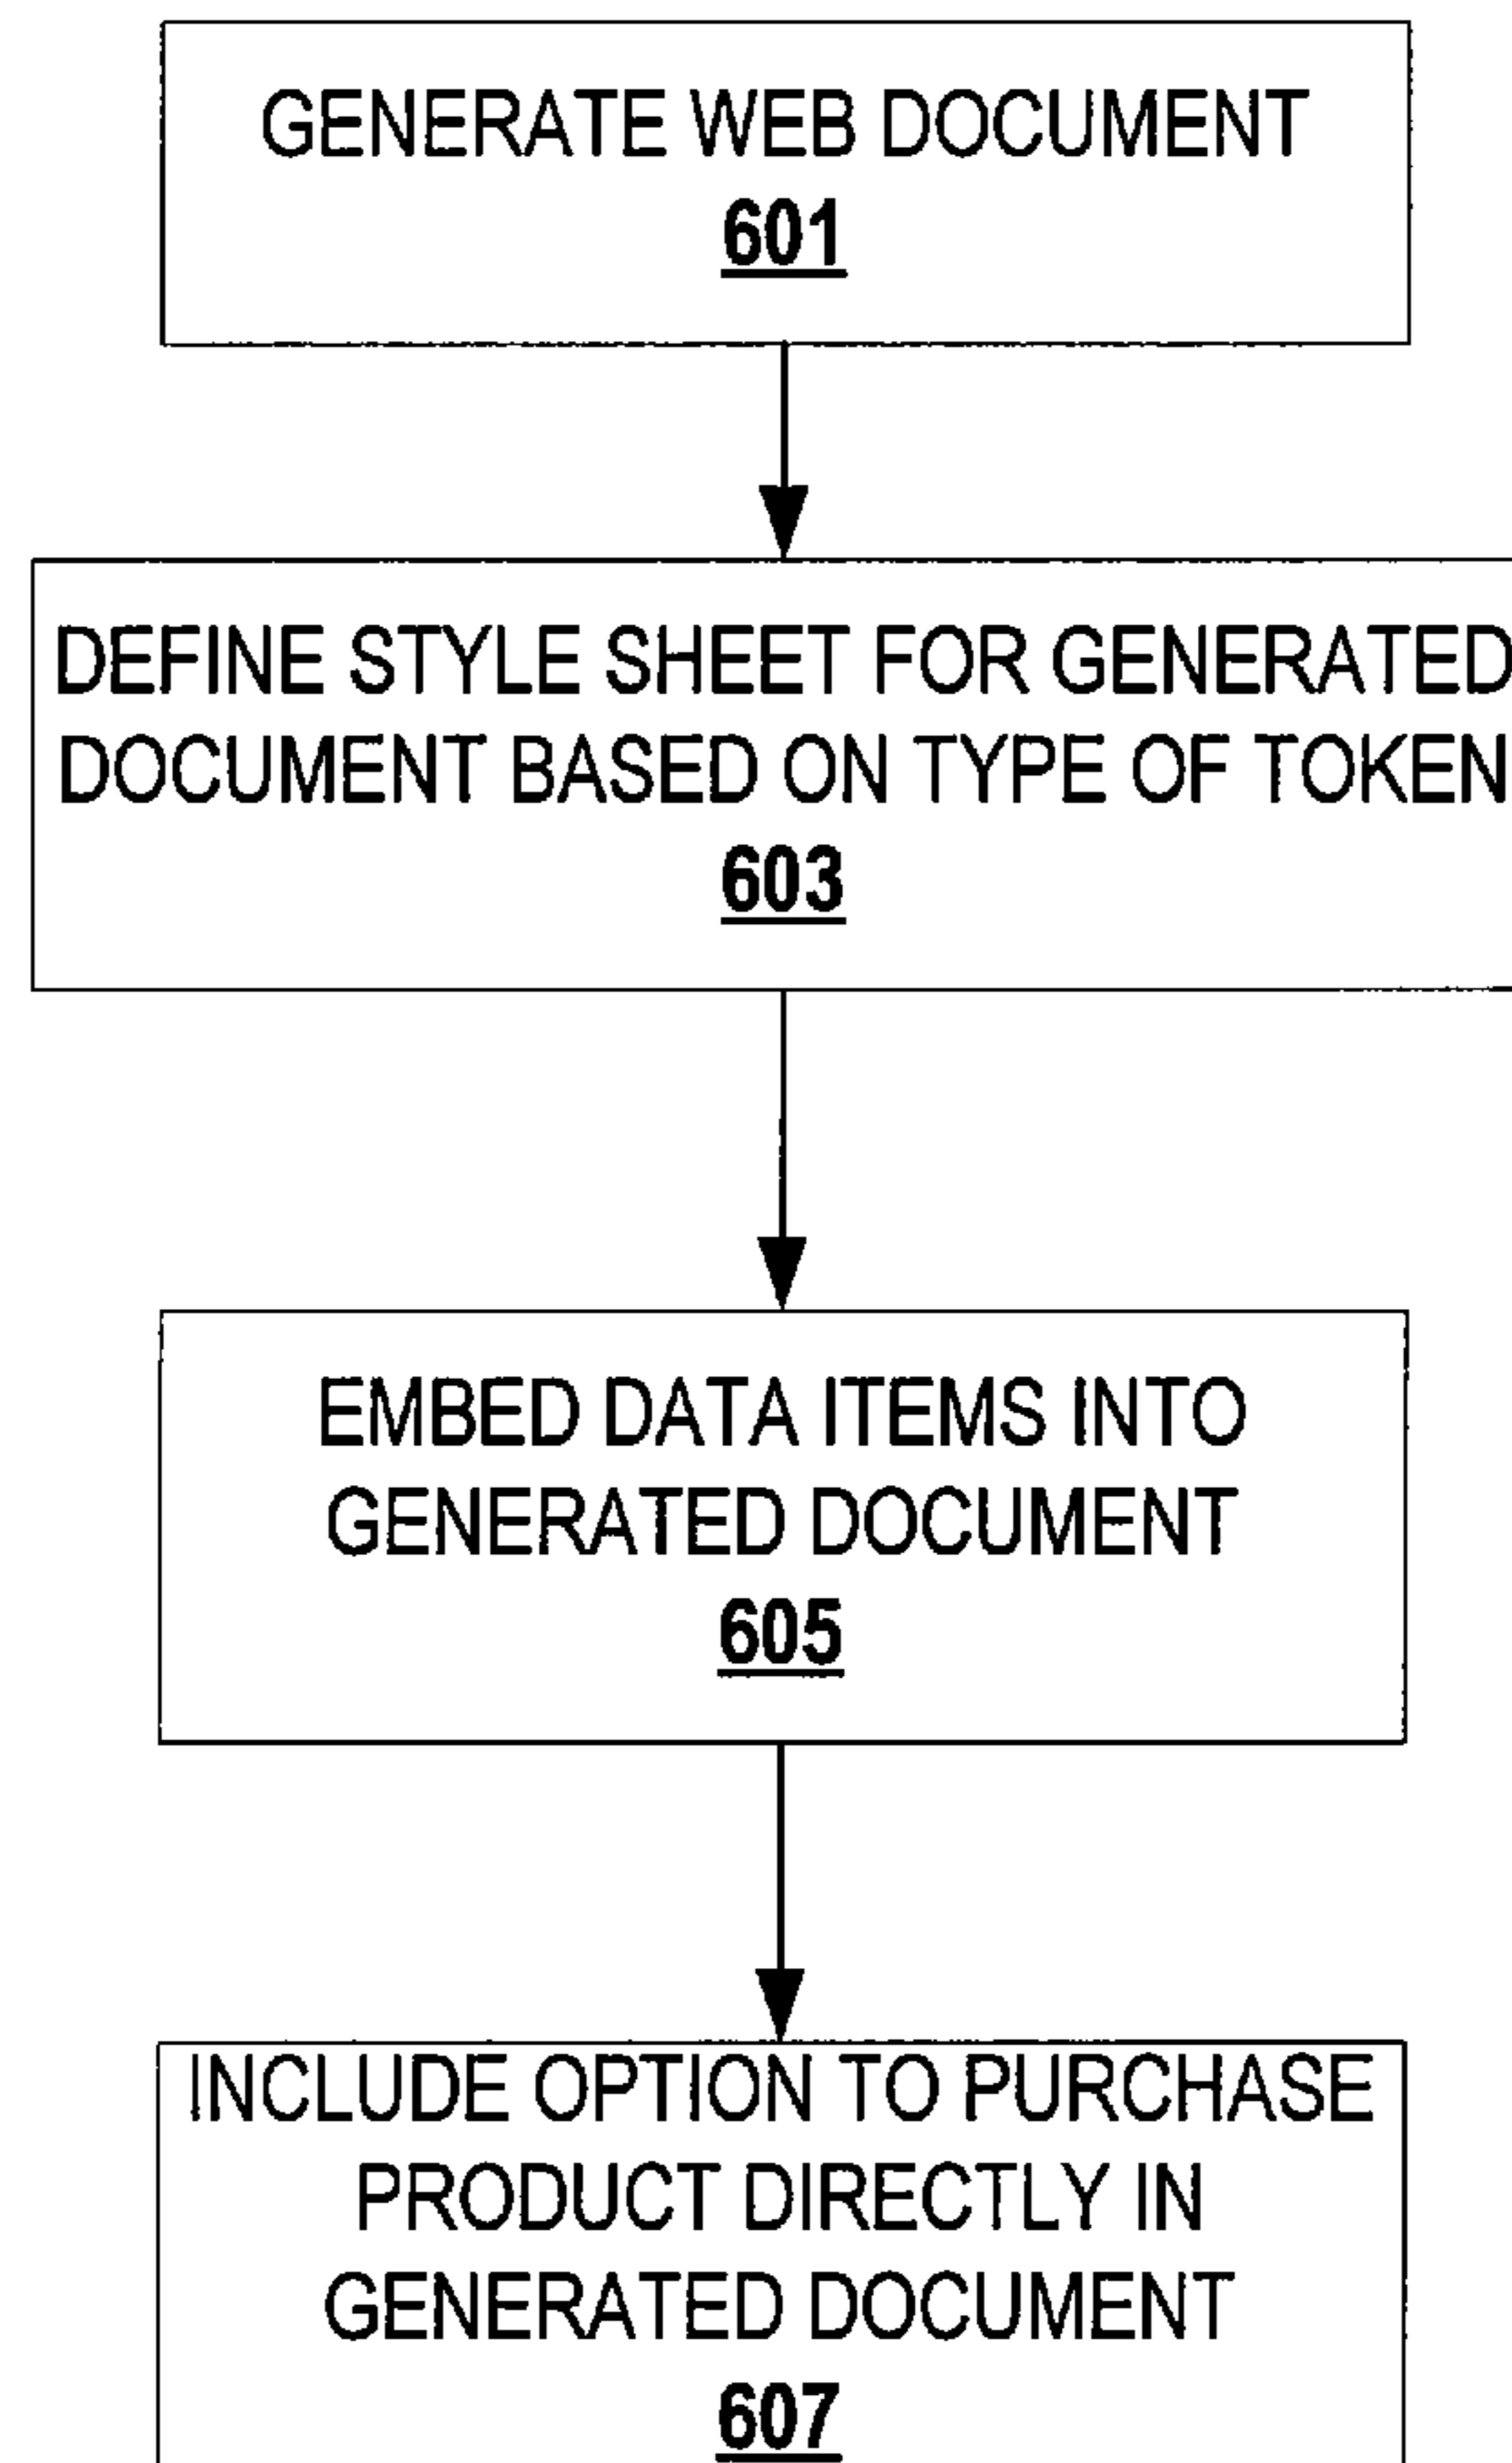 GENERATE WEB DOCUMENT
601
DEFINE STYLE SHEET FOR GENERATED
DOCUMENT BASED ON TYPE OF TOKEN
603
EMBED DATA ITEMS INTO
GENERATED DOCUMENT
605
INCLUDE OPTION TO PURCHASE
PRODUCT DIRECTLY IN
GENERATED DOCUMENT
607